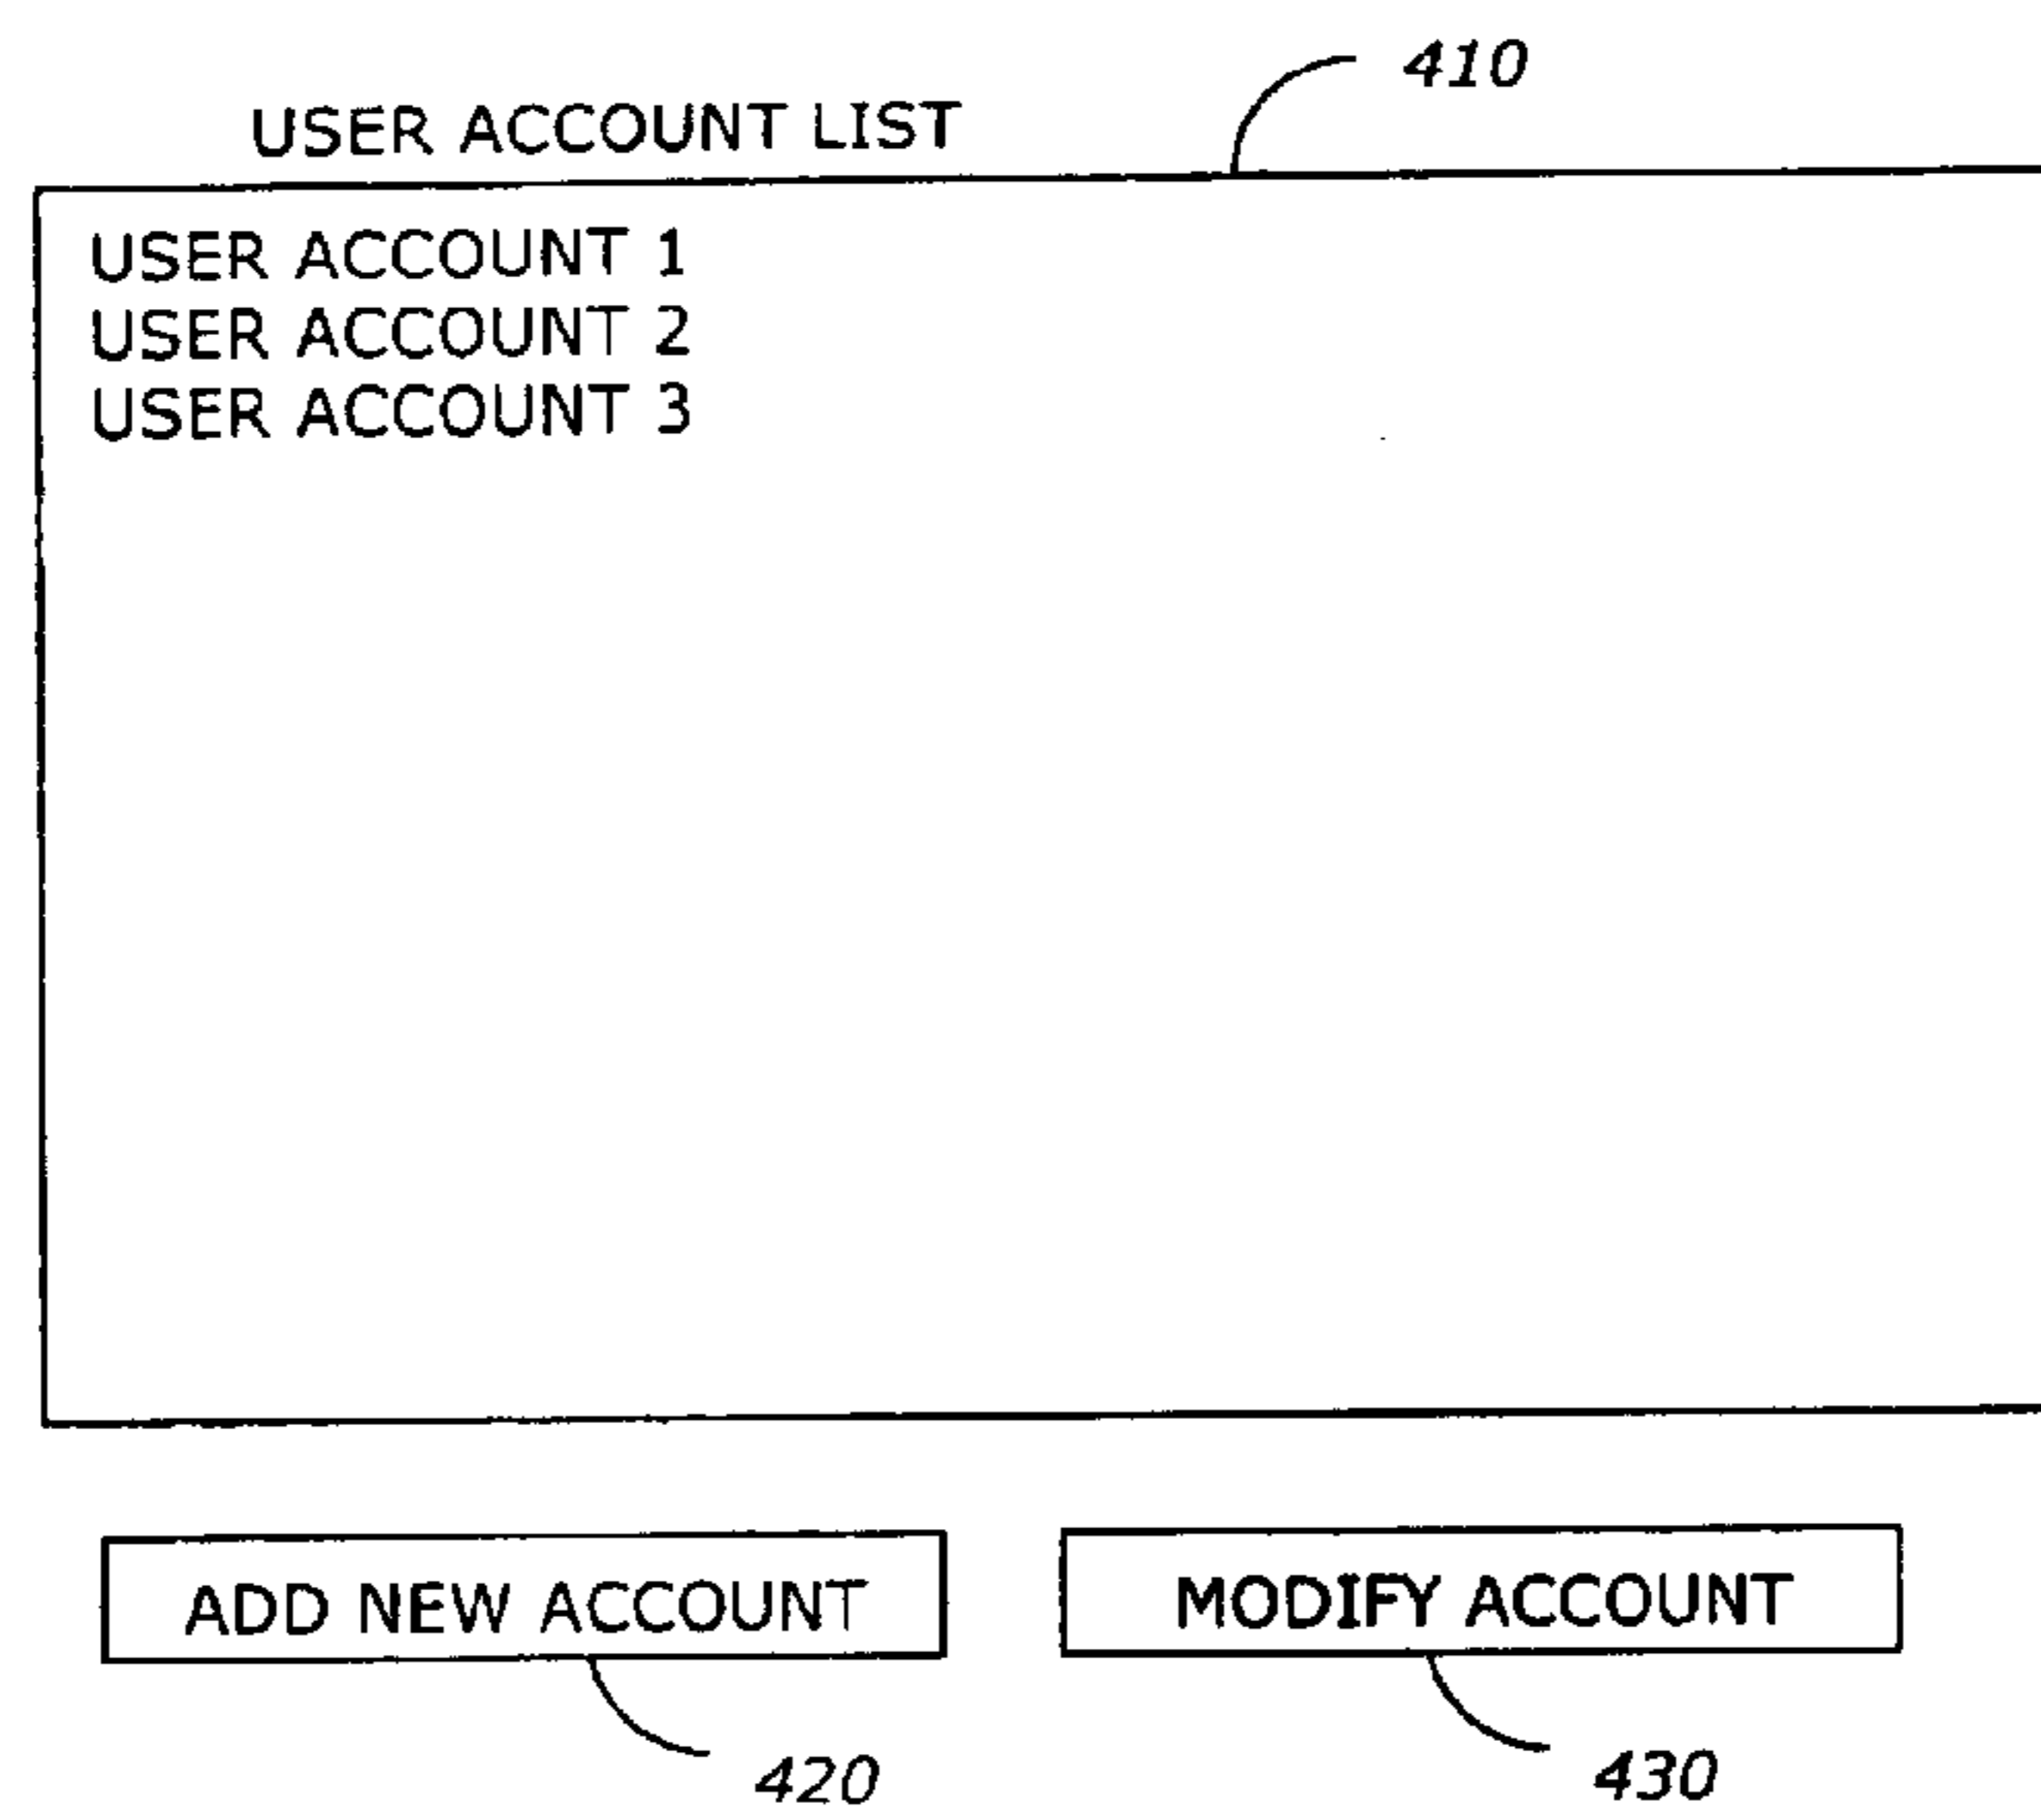 410
USER ACCOUNT LIST
USER ACCOUNT 1
USER ACCOUNT 2
USER ACCOUNT 3
ADD NEW ACCOUNT
MODIFY ACCOUNT
420
430